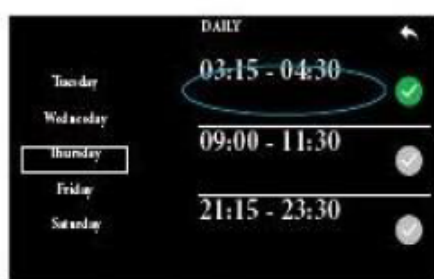 DAILY
Tuesday
Wednesday
Thursday
Friday
Saturday
03:15 - 04:30
09:00 - 11:30
21:15 - 23:30